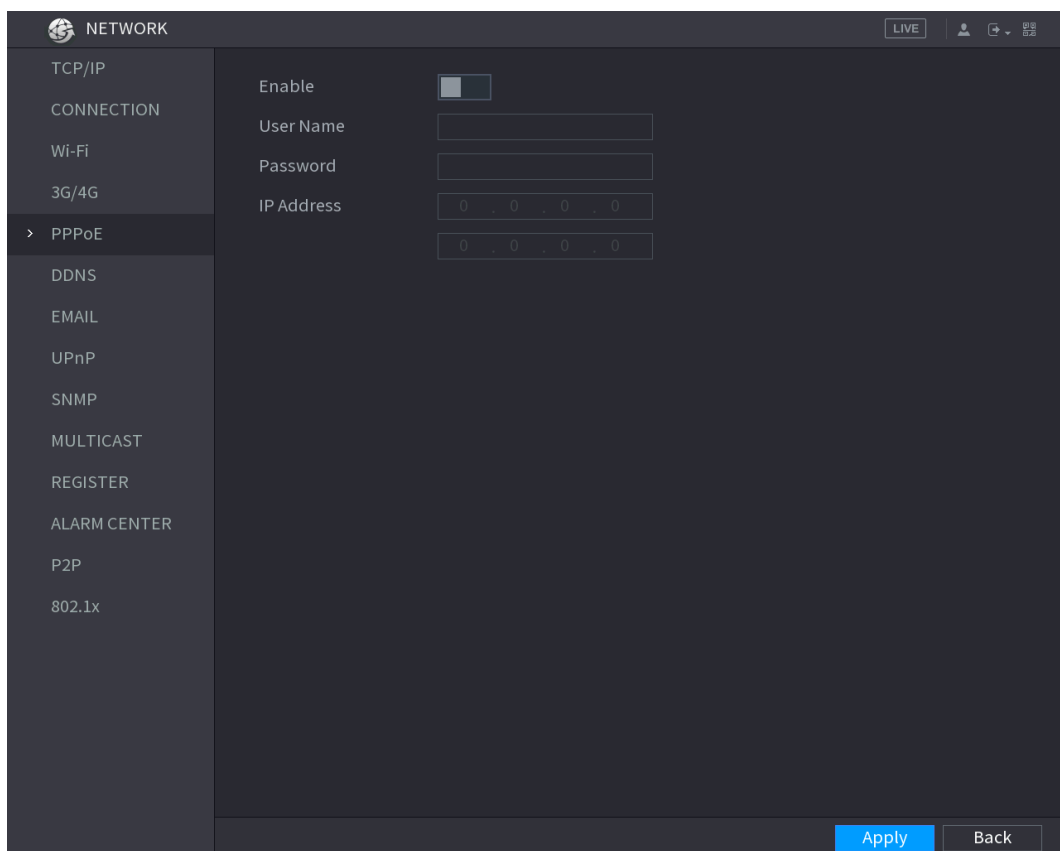 NETWORK
LIVE
TCP/IP
CONNECTION
Wi-Fi
3G/4G
PPPoE
DDNS
EMAIL
UPnP
SNMP
MULTICAST
REGISTER
ALARM CENTER
P2P
802.1x
Enable
User Name
Password
IP Address 0 . 0 . 0 . 0
0 . 0 . 0 . 0
Apply Back